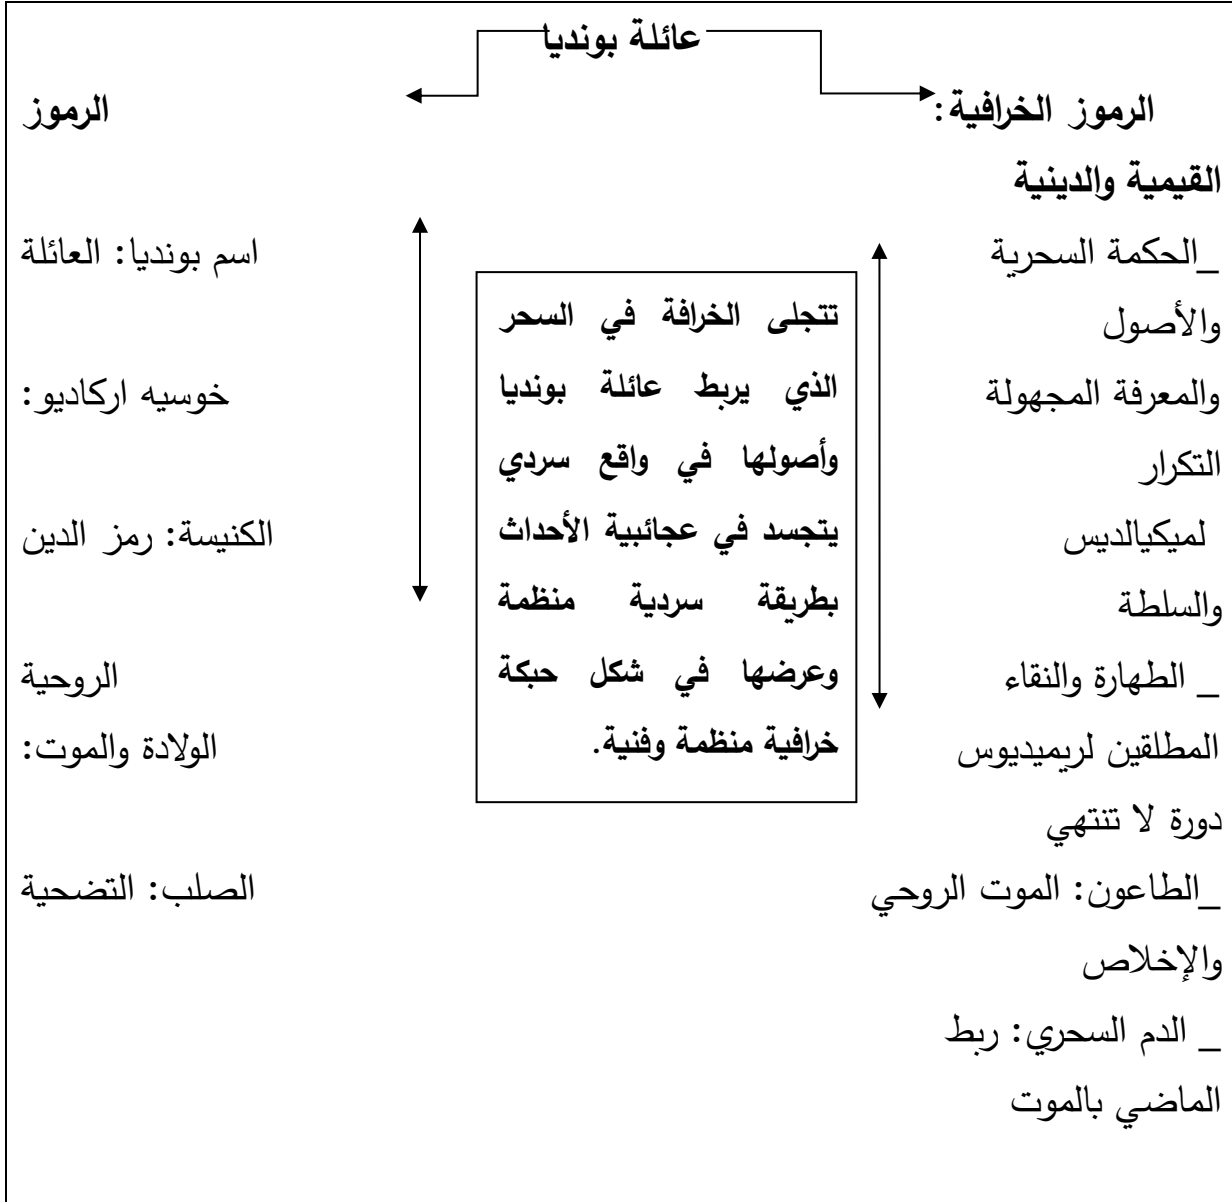 عائلة بونديا
الرموز الخرافية: الرموز
القيمية والدينية
_الحكمة السحرية اسم بونديا: العائلة
والأصول
والمعرفة المجهولة خوسيه اركاديو:
التكرار
لميكيالديس الكنيسة: رمز الدين
والسلطة
_ الطهارة والنقاء الروحية
المطلقين لريميديوس الولادة والموت:
دورة لا تنتهي
_الطاعون: الموت الروحي الصلب: التضحية
والإخلاص
_ الدم السحري: ربط
الماضي بالموت
تتجلى الخرافة في السحر
الذي يربط عائلة بونديا
وأصولها في واقع سردي
يتجسد في عجائبية الأحداث
بطريقة سردية منظمة
وعرضها في شكل حبكة
خرافية منظمة وفنية.